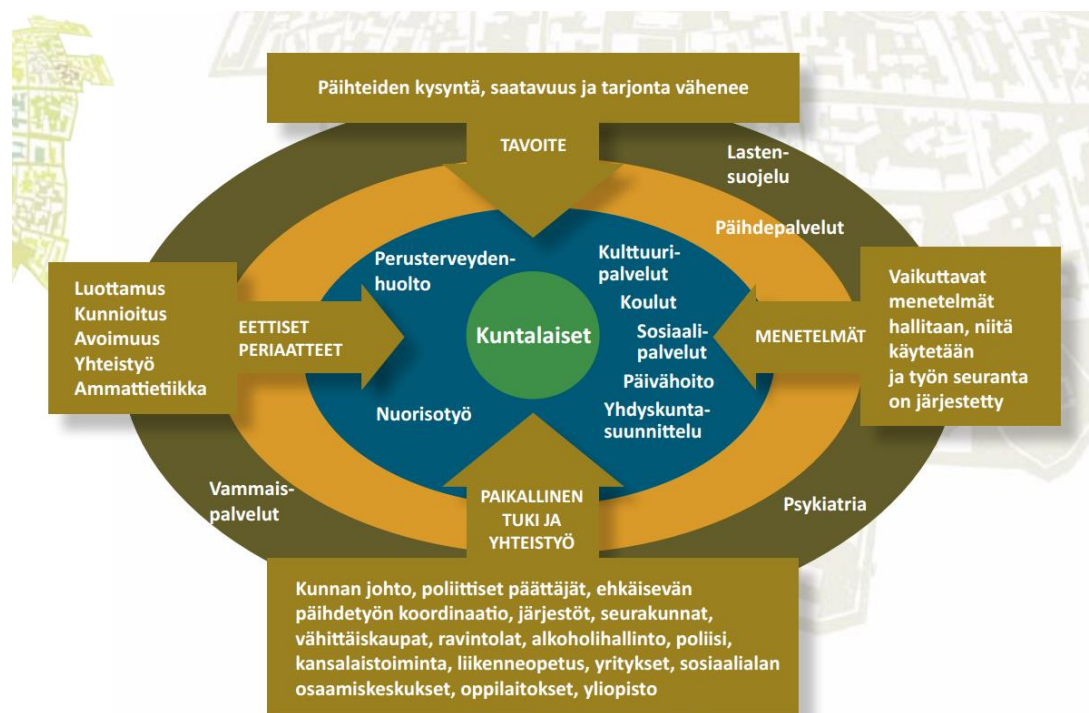 Päihteiden kysyntä, saatavuus ja tarjonta vähenee
TAVOITE
Lasten-
suojelu
Päihdepalvelut
Perusterveyden-
huolto
Kulttuuri-
palvelut
Koulut
Sosiaali-
palvelut
Päivähoito
Yhdyskunta-
suunnittelu
Kuntalaiset
Nuorisotyö
Luottamus
Kunnioitus
Avoimuus
Yhteistyö
Ammattietiikka
EETTISET
PERIAATTEET
MENETELMÄT
Vaikuttavat
menetelmät
hallitaan, niitä
käytetään
ja työn seuranta
on järjestetty
Vammais-
palvelut
Psykiatria
PAIKALLINEN
TUKI JA
YHTEISTYÖ
Kunnan johto, poliittiset päättäjät, ehkäisevän
päihdetyön koordinaatio, järjestöt, seurakunnat,
vähittäiskaupat, ravintolat, alkoholihallinto, poliisi,
kansalaistoiminta, liikenneopetus, yritykset, sosiaalialan
osaamiskeskukset, oppilaitokset, yliopisto